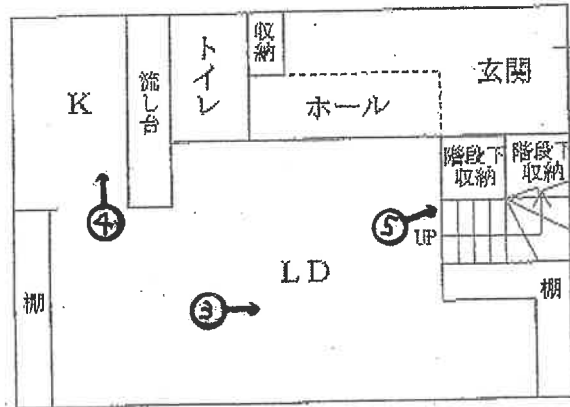 K
流し台
トイレ
収納
ホール
玄関
階段下
収納
階段下
収納
④
⑤
UP
LD
③
棚
棚